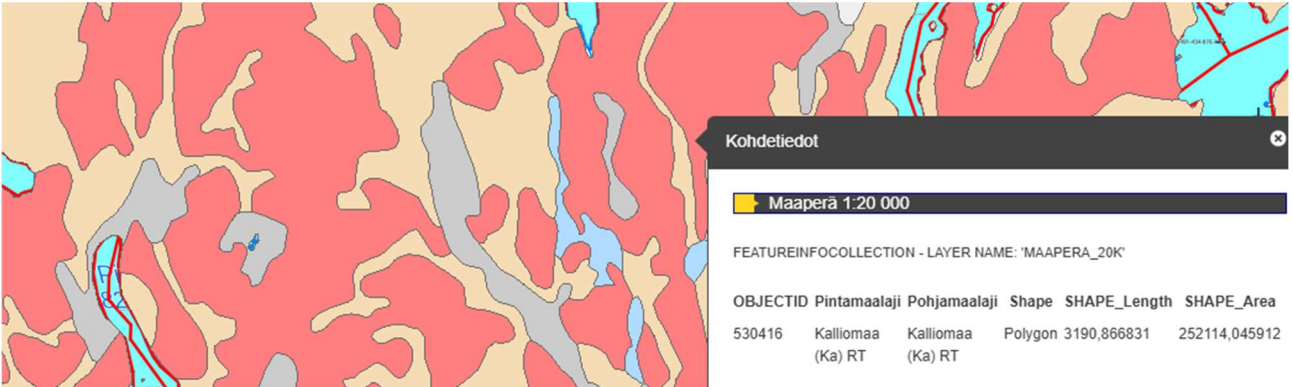 Kohdetiedot
Maaperä 1:20 000
FEATUREINFOCOLLECTION - LAYER NAME: 'MAAPERA_20K'
OBJECTID Pintamaalaji Pohjamaalaji Shape SHAPE_Length SHAPE_Area
530416 Kalliomaa Kalliomaa Polygon 3190,866831 252114,045912
(Ka) RT (Ka) RT